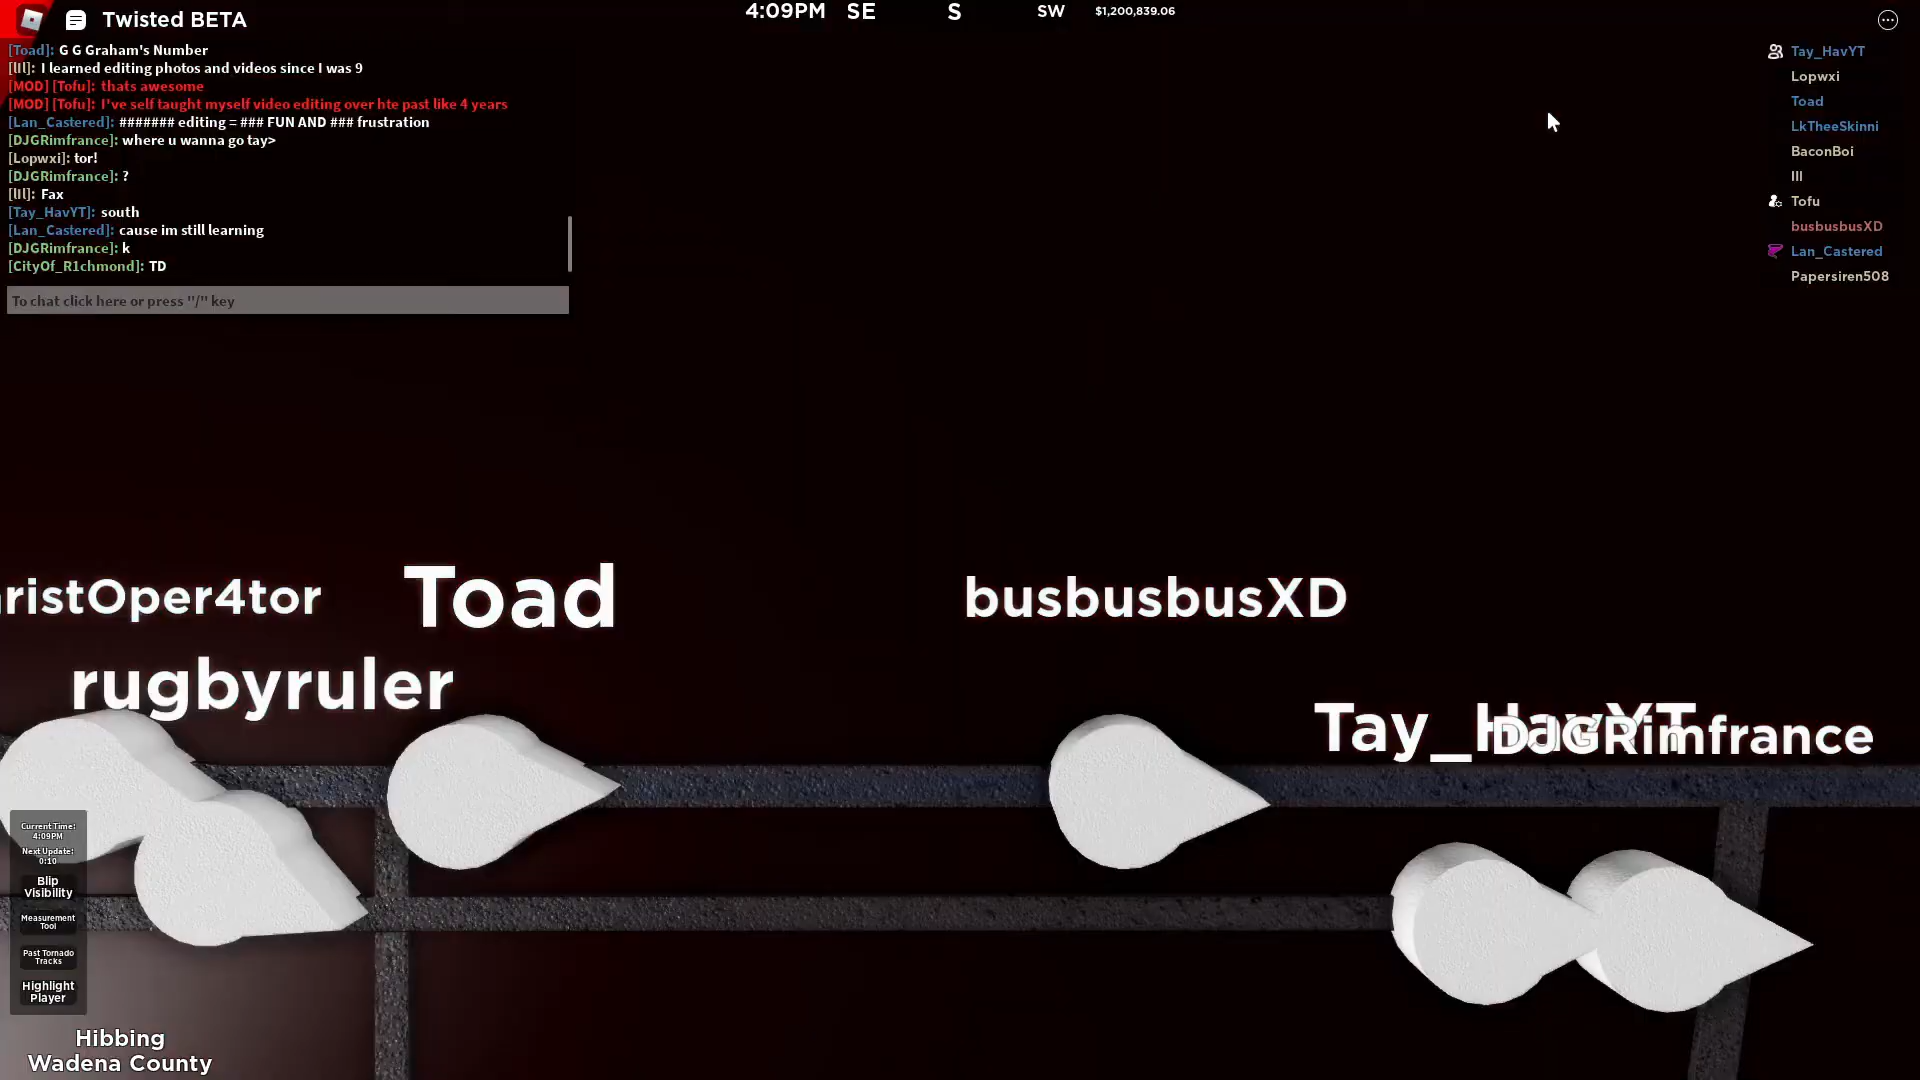 Twisted BETA
4:09PM SE S SW $1,200,839.06
[Toad]: G G Graham's Number
[lIl]: I learned editing photos and videos since I was 9
[MOD] [Tofu]: thats awesome
[MOD] [Tofu]: I've self taught myself video editing over hte past like 4 years
[Lan_Castered]: ####### editing = ### FUN AND ### frustration
[DJGRimfrance]: where u wanna go tay>
[Lopwxi]: tor!
[DJGRimfrance]: ?
[lIl]: Fax
[Tay_HavYT]: south
[Lan_Castered]: cause im still learning
[DJGRimfrance]: k
[CityOf_R1chmond]: TD
To chat click here or press "/" key
Tay_HavYT
Lopwxi
Toad
LkTheeSkinni
BaconBoi
lIl
Tofu
busbusbusXD
Lan_Castered
Papersiren508
ristOper4tor
Toad
busbusbusXD
rugbyruler
Tay_HavYT
DJGRimfrance
Current Time:
4:09PM
Next Update:
0:10
Blip
Visibility
Measurement
Tool
Past Tornado
Tracks
Highlight
Player
Hibbing
Wadena County